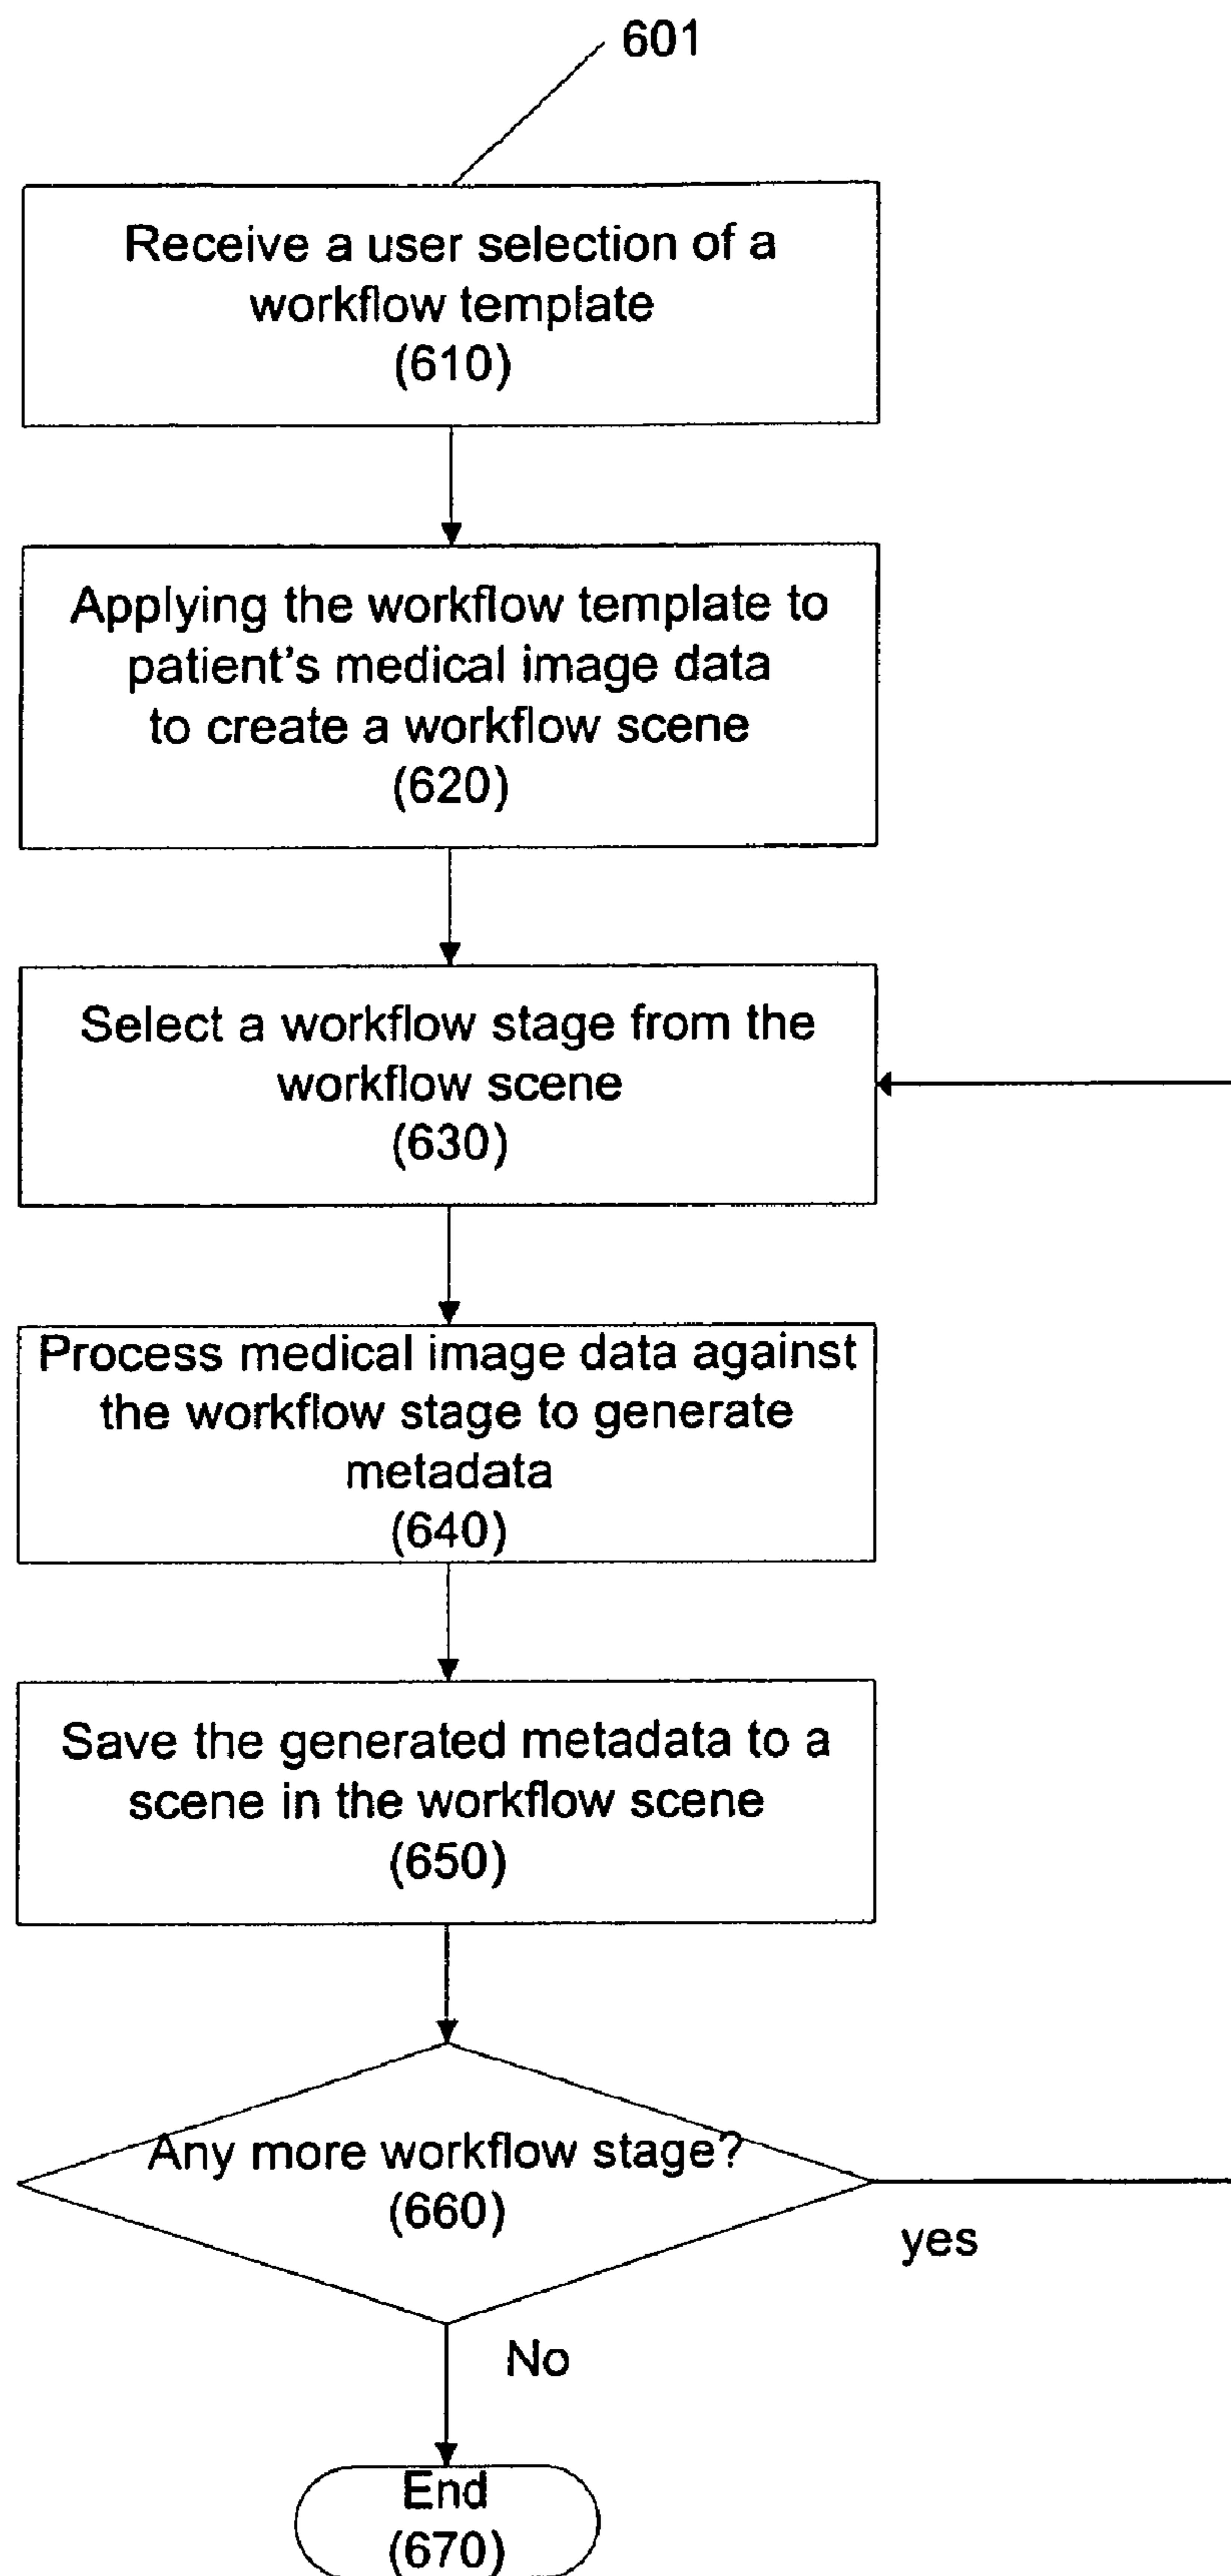 601
Receive a user selection of a
workflow template
(610)
Applying the workflow template to
patient's medical image data
to create a workflow scene
(620)
Select a workflow stage from the
workflow scene
(630)
Process medical image data against
the workflow stage to generate
metadata
(640)
Save the generated metadata to a
scene in the workflow scene
(650)
Any more workflow stage?
(660)
yes
No
End
(670)